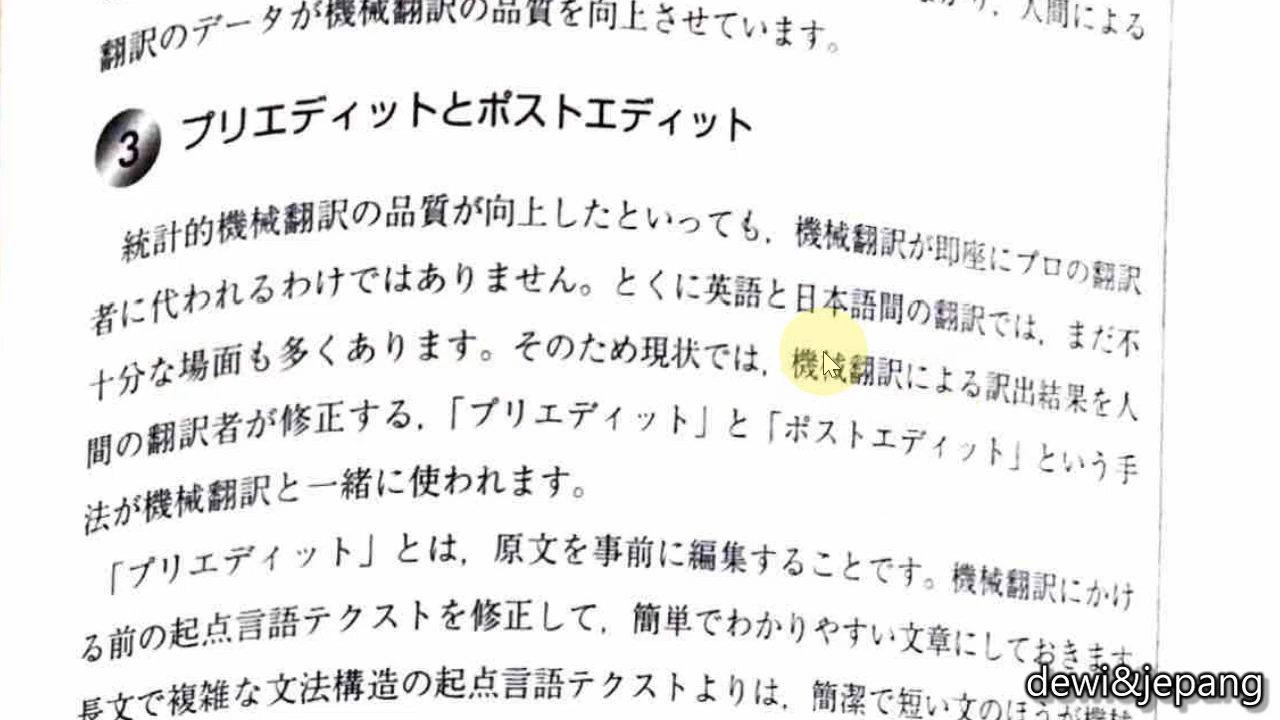 人間による
翻訳のデータが機械翻訳の品質を向上させています。
3 プリエディットとポストエディット
統計的機械翻訳の品質が向上したといっても，機械翻訳が即座にプロの翻訳
者に代われるわけではありません。とくに英語と日本語間の翻訳では，まだ不
十分な場面も多くあります。そのため現状では，機械翻訳による訳出結果を人
間の翻訳者が修正する，「プリエディット」と「ポストエディット」という手
法が機械翻訳と一緒に使われます。
「プリエディット」とは，原文を事前に編集することです。機械翻訳にかけ
る前の起点言語テクストを修正して，簡単でわかりやすい文章にしておきます
長文で複雑な文法構造の起点言語テクストよりは，簡潔で短い文のほうが機械
dewi&jepang